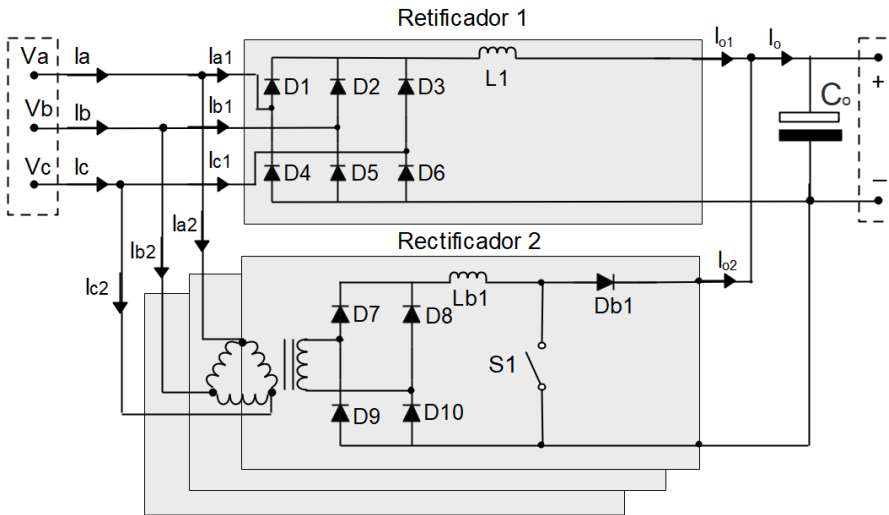 Retificador 1
Va Ia Ia1
Vb Ib Ib1
Vc Ic Ic1
D1 D2 D3
D4 D5 D6
L1
Io1 Io
+
Co
–
Ia2
Ib2
Ic2
Rectificador 2
Io2
Lb1 Db1
D7 D8
S1
D9 D10